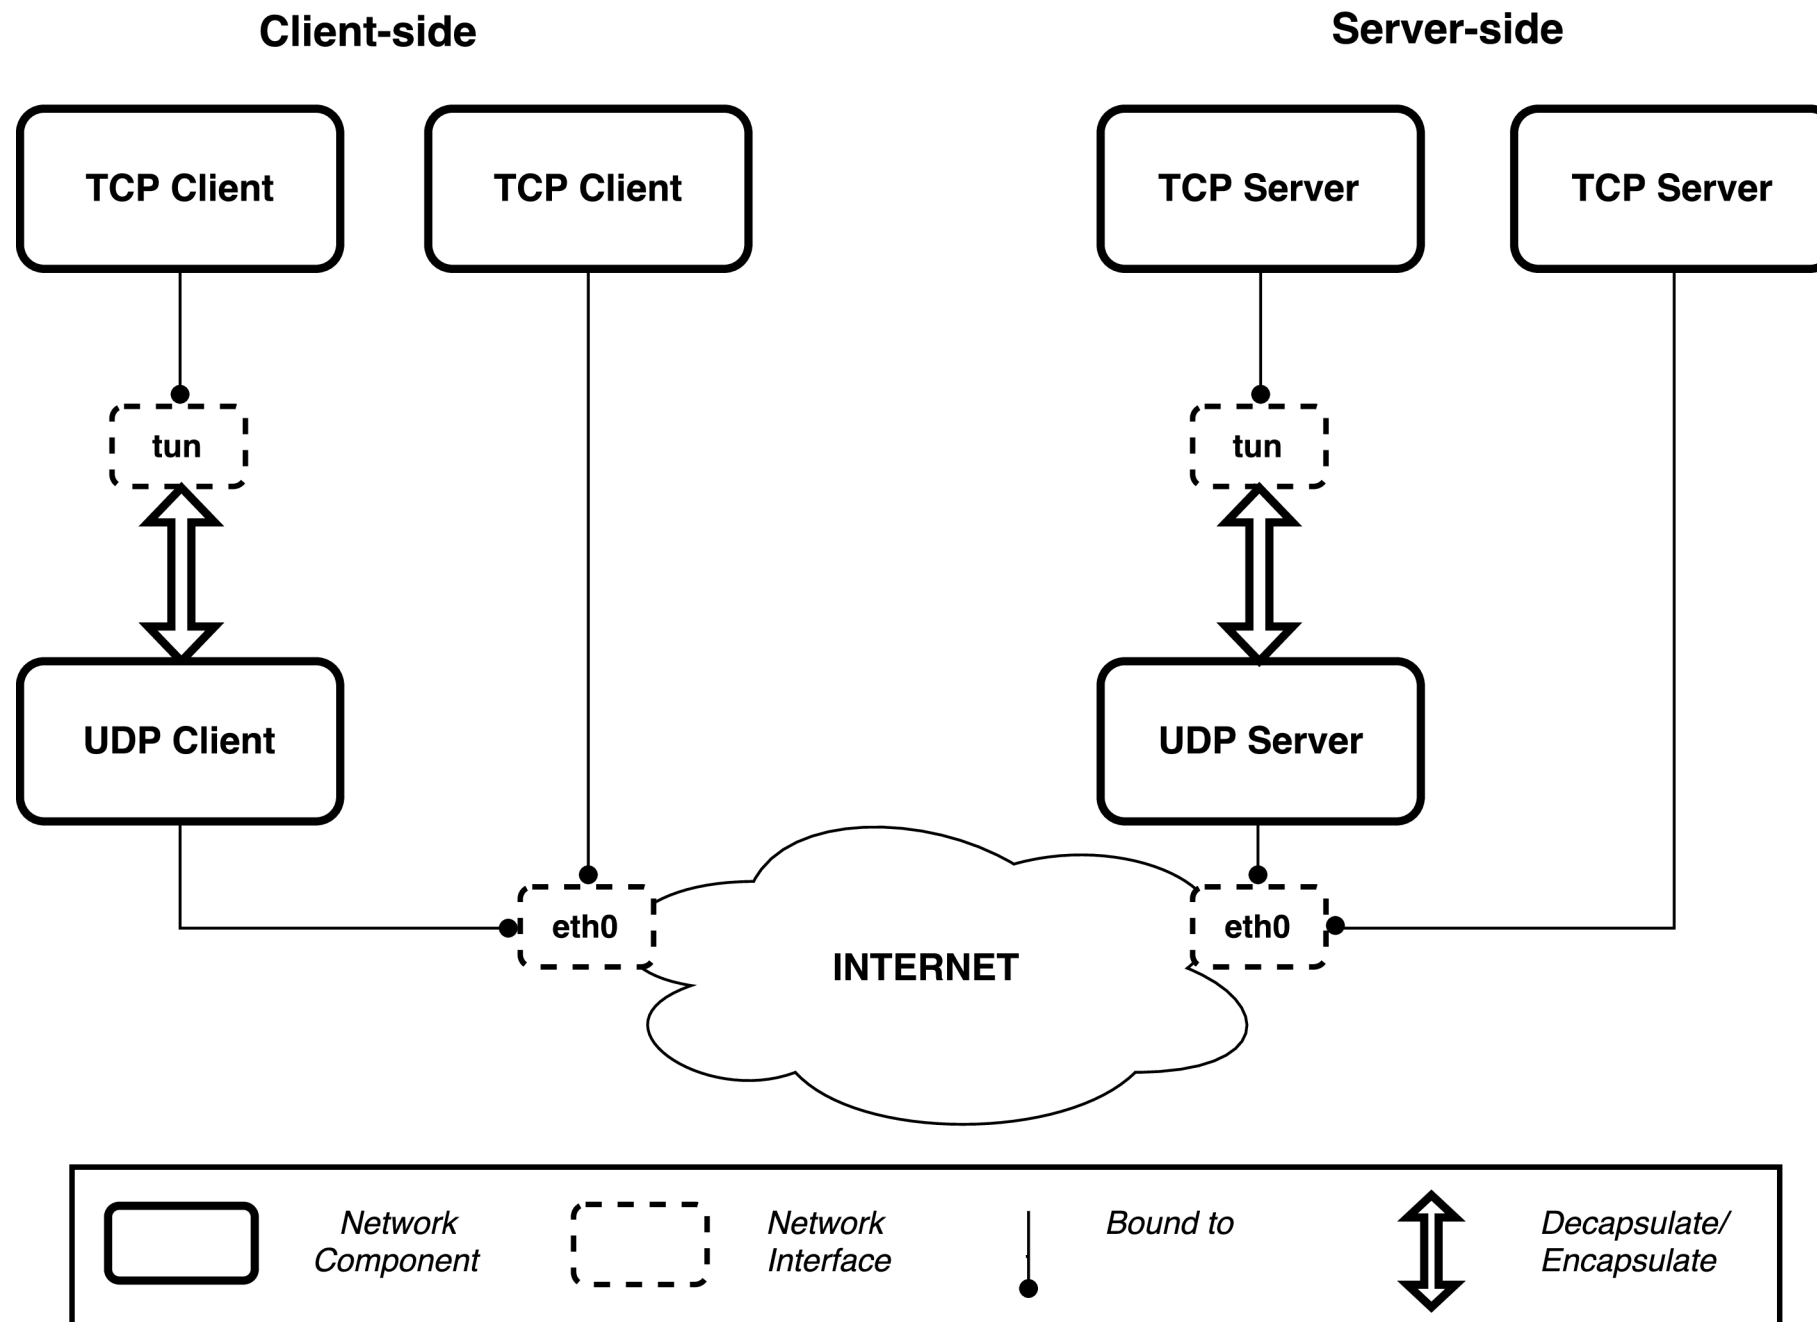 Client-side
Server-side
TCP Client
TCP Client
TCP Server
TCP Server
tun
tun
UDP Client
UDP Server
eth0
eth0
INTERNET
Network
Component
Network
Interface
Bound to
Decapsulate/
Encapsulate